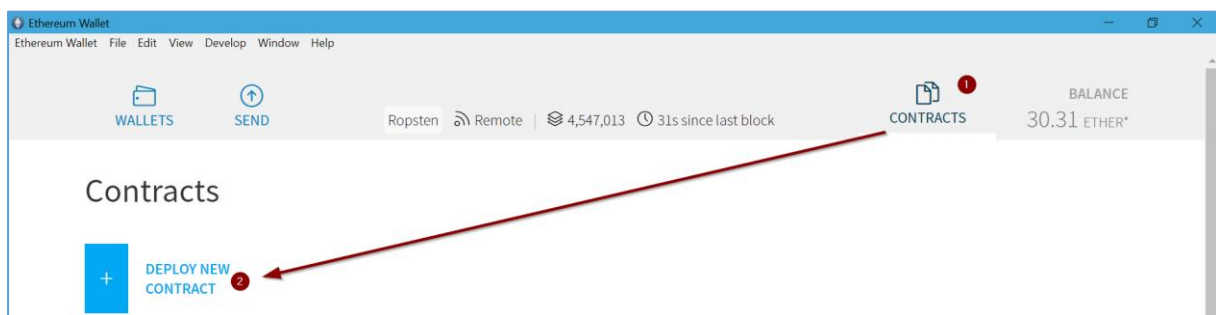 Ethereum Wallet
Ethereum Wallet File Edit View Develop Window Help
WALLETS
SEND
Ropsten Remote | 4,547,013 31s since last block
1
CONTRACTS
BALANCE
30.31 ETHER*
Contracts
+
DEPLOY NEW
CONTRACT
2